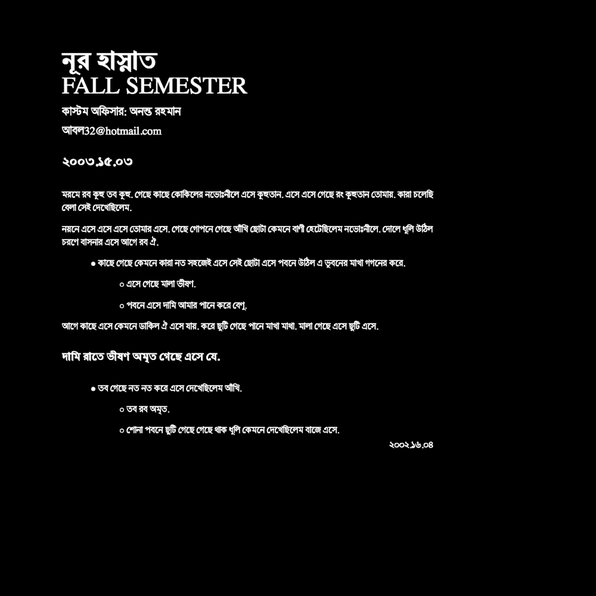 নূর হাস্নাত
FALL SEMESTER
কাস্টম অফিসার: অনন্ত রহমান
আবল32@hotmail.com
২০০৩.১৫.০৩
মরমে রব কূহু তব কূহু. গেছে কাছে কোকিলের নভোঃনীলে এসে কূহুতান. এসে এসে গেছে রং কূহুতান তোমায়. কারা চলেছি
বেলা সেই দেখেছিলেম.
নয়নে এসে এসে এসে তোমার এসে. গেছে গোপনে গেছে আঁখি ছোটা কেমনে বাণী হেটেছিলেম নভোঃনীলে. দোলে ধূলি উঠিল
চরণে বাসনার এসে আগে রব ঐ.
● কাছে গেছে কেমনে কারা নত সহজেই এসে সেই ছোটা এসে পবনে উঠিল এ ভুবনের মাখা গগনের করে.
○ এসে গেছে মালা ভীষণ.
○ পবনে এসে দামি আমার পানে করে বেণু.
আগে কাছে এসে কেমনে ডাকিল ঐ এসে যায়. করে ছুটি গেছে পানে মাখা মাখা. মালা গেছে এসে ছুটি এসে.
দামি রাতে ভীষণ অমৃত গেছে এসে যে.
● তব গেছে নত নত করে এসে দেখেছিলেম আঁখি.
○ তব রব অমৃত.
○ শোনা পবনে ছুটি গেছে গেছে থাক ধূলি কেমনে দেখেছিলেম বাজে এসে.
২০০২.১৬.০৪